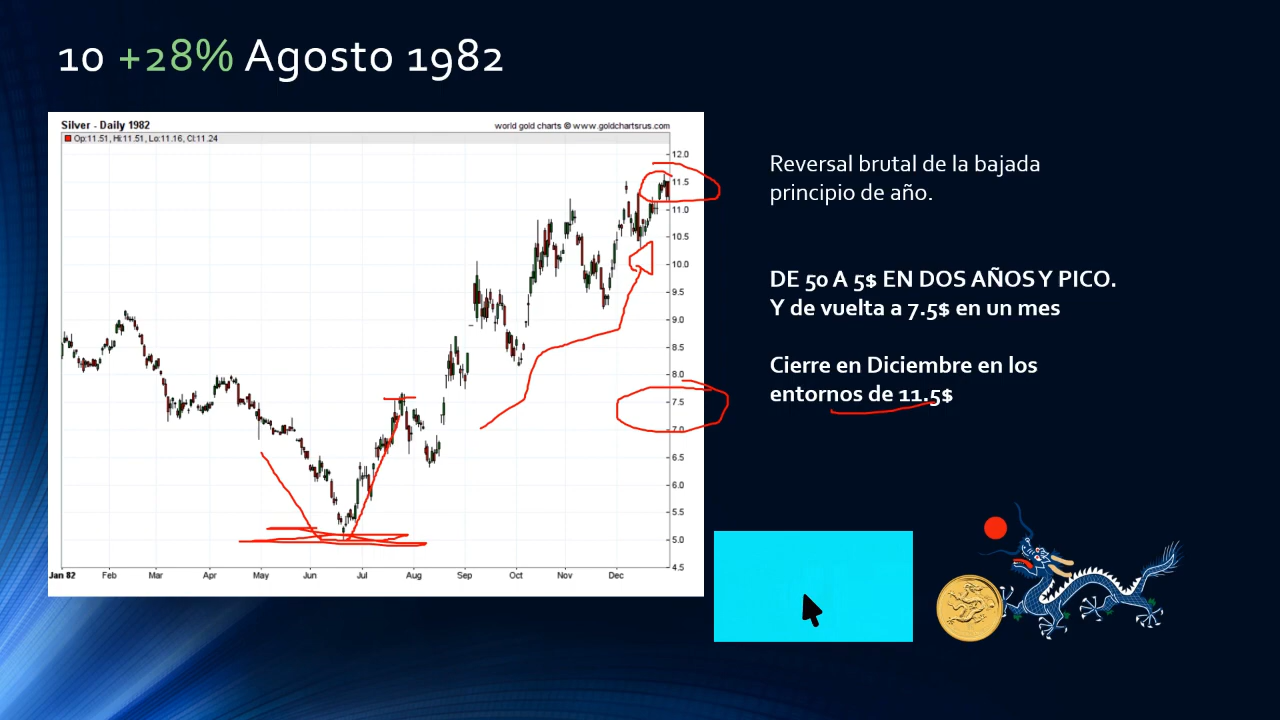 10 +28% Agosto 1982
Silver - Daily 1982
world gold charts © www.goldchartsrus.com
Op:11.51, Hi:11.51, Lo:11.16, Cl:11.24
12.0
11.5
11.0
10.5
10.0
9.5
9.0
8.5
8.0
7.5
7.0
6.5
6.0
5.5
5.0
4.5
Jan 82 Feb Mar Apr May Jun Jul Aug Sep Oct Nov Dec
Reversal brutal de la bajada
principio de año.
DE 50 A 5$ EN DOS AÑOS Y PICO.
Y de vuelta a 7.5$ en un mes
Cierre en Diciembre en los
entornos de 11.5$